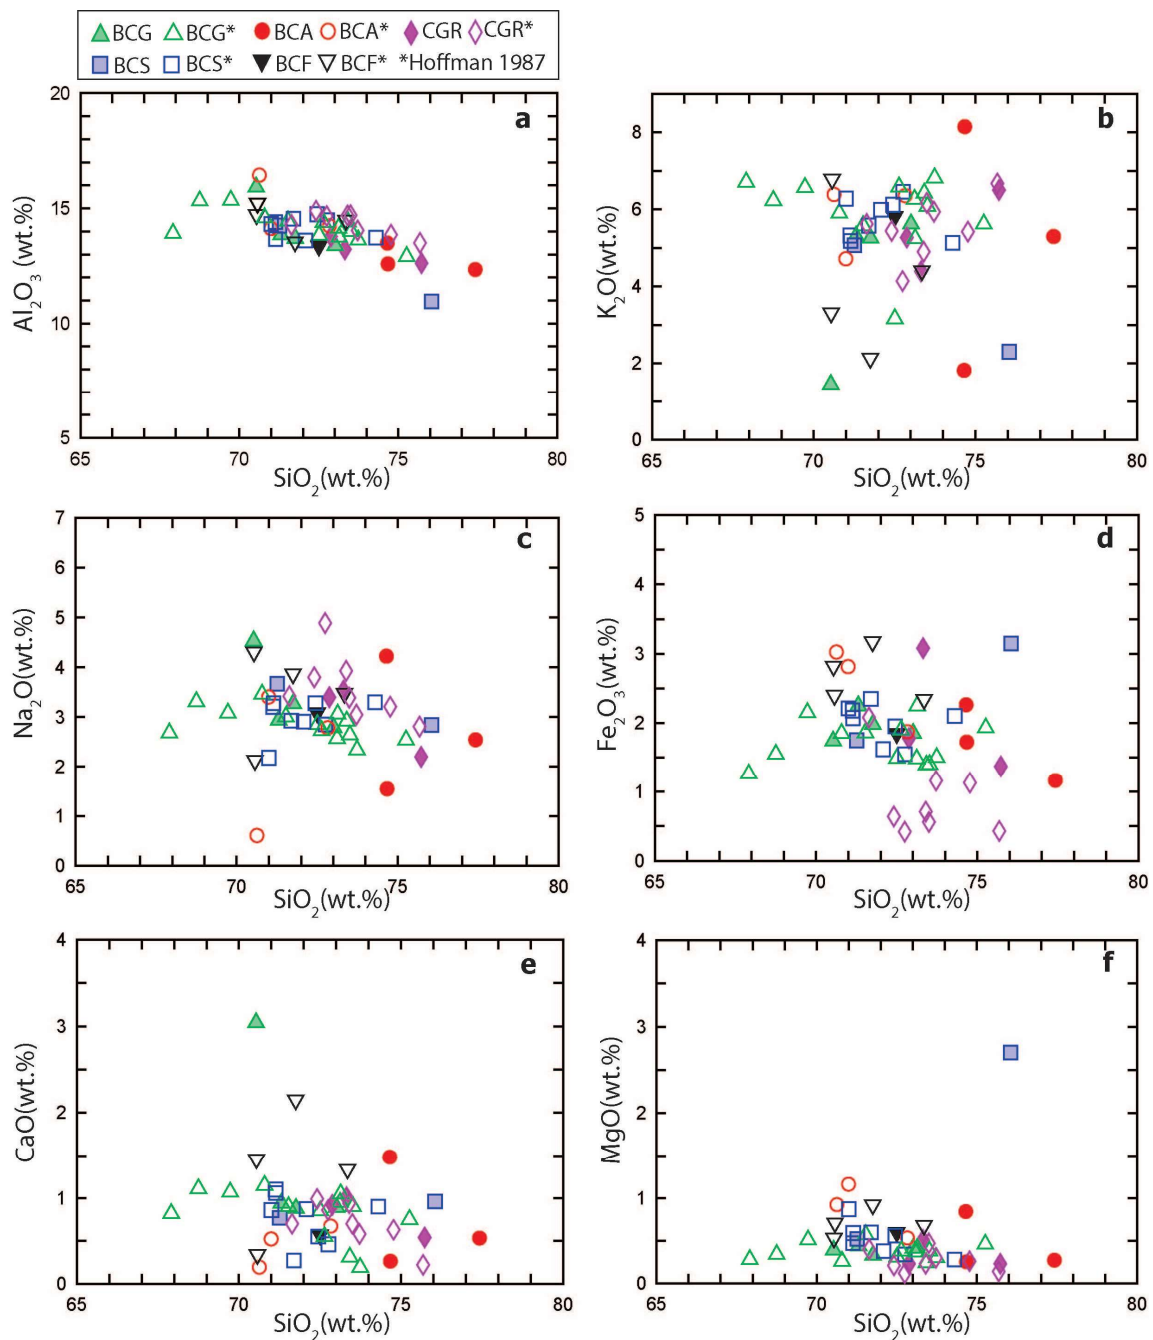 BCG BCG* BCA BCA* CGR CGR*
BCS BCS* BCF BCF* *Hoffman 1987
a
20
15
10
5
65 70 75 80
Al2O3 (wt.%)
SiO2(wt.%)
b
8
6
4
2
0
65 70 75 80
K2O(wt.%)
SiO2(wt.%)
c
7
6
5
4
3
2
1
0
65 70 75 80
Na2O(wt.%)
SiO2(wt.%)
d
5
4
3
2
1
0
65 70 75 80
Fe2O3(wt.%)
SiO2(wt.%)
e
4
3
2
1
0
65 70 75 80
CaO(wt.%)
SiO2(wt.%)
f
4
3
2
1
0
65 70 75 80
MgO(wt.%)
SiO2(wt.%)